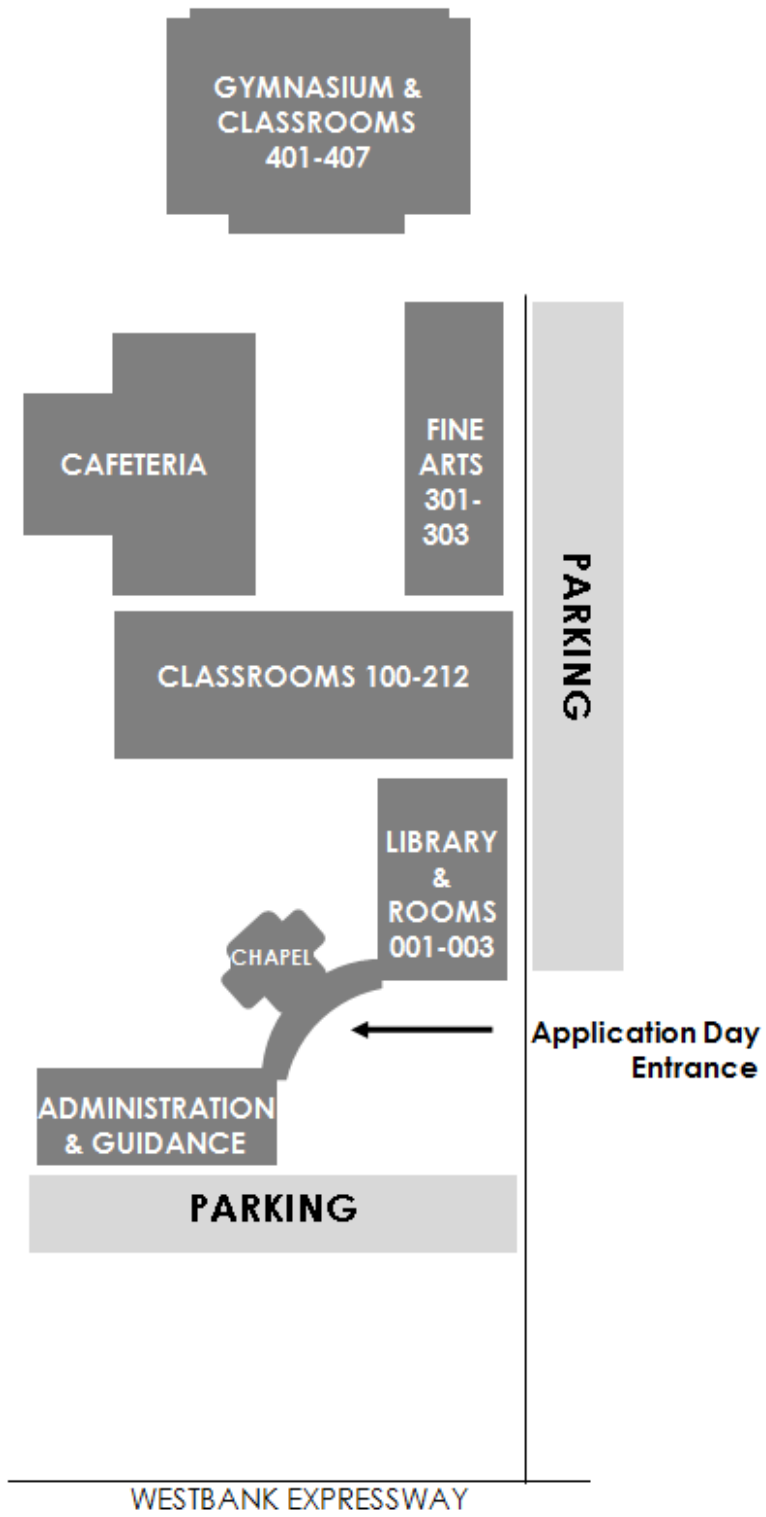 GYMNASIUM &
CLASSROOMS
401-407
CAFETERIA
FINE
ARTS
301-
303
PARKING
CLASSROOMS 100-212
LIBRARY
&
ROOMS
001-003
CHAPEL
Application Day
Entrance
ADMINISTRATION
& GUIDANCE
PARKING
WESTBANK EXPRESSWAY